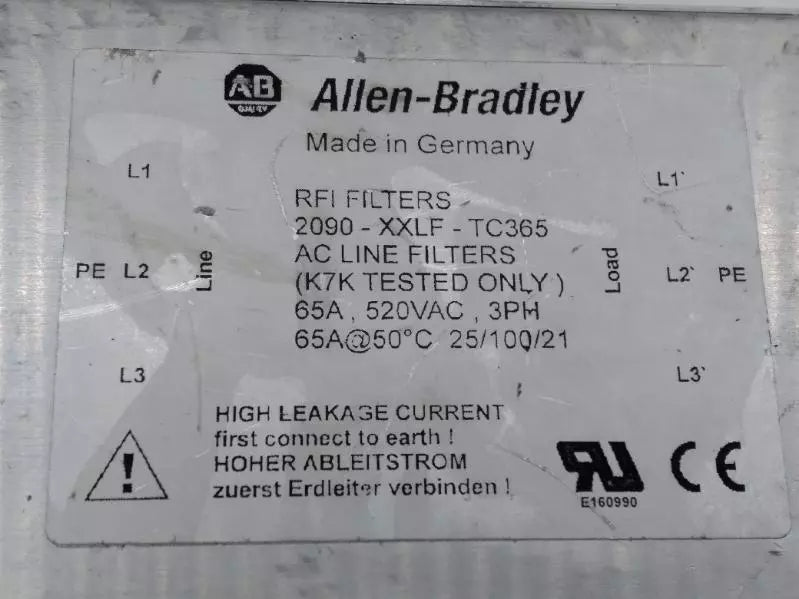 AB
QUALITY
Allen-Bradley
Made in Germany
RFI FILTERS
2090 - XXLF - TC365
AC LINE FILTERS
(K7K TESTED ONLY)
65A , 520VAC , 3PH
65A@50°C 25/100/21
L1
PE L2
L3
Line
Load
L1'
L2' PE
L3'
HIGH LEAKAGE CURRENT
first connect to earth !
HOHER ABLEITSTROM
zuerst Erdleiter verbinden !
!
RU
E160990
CE